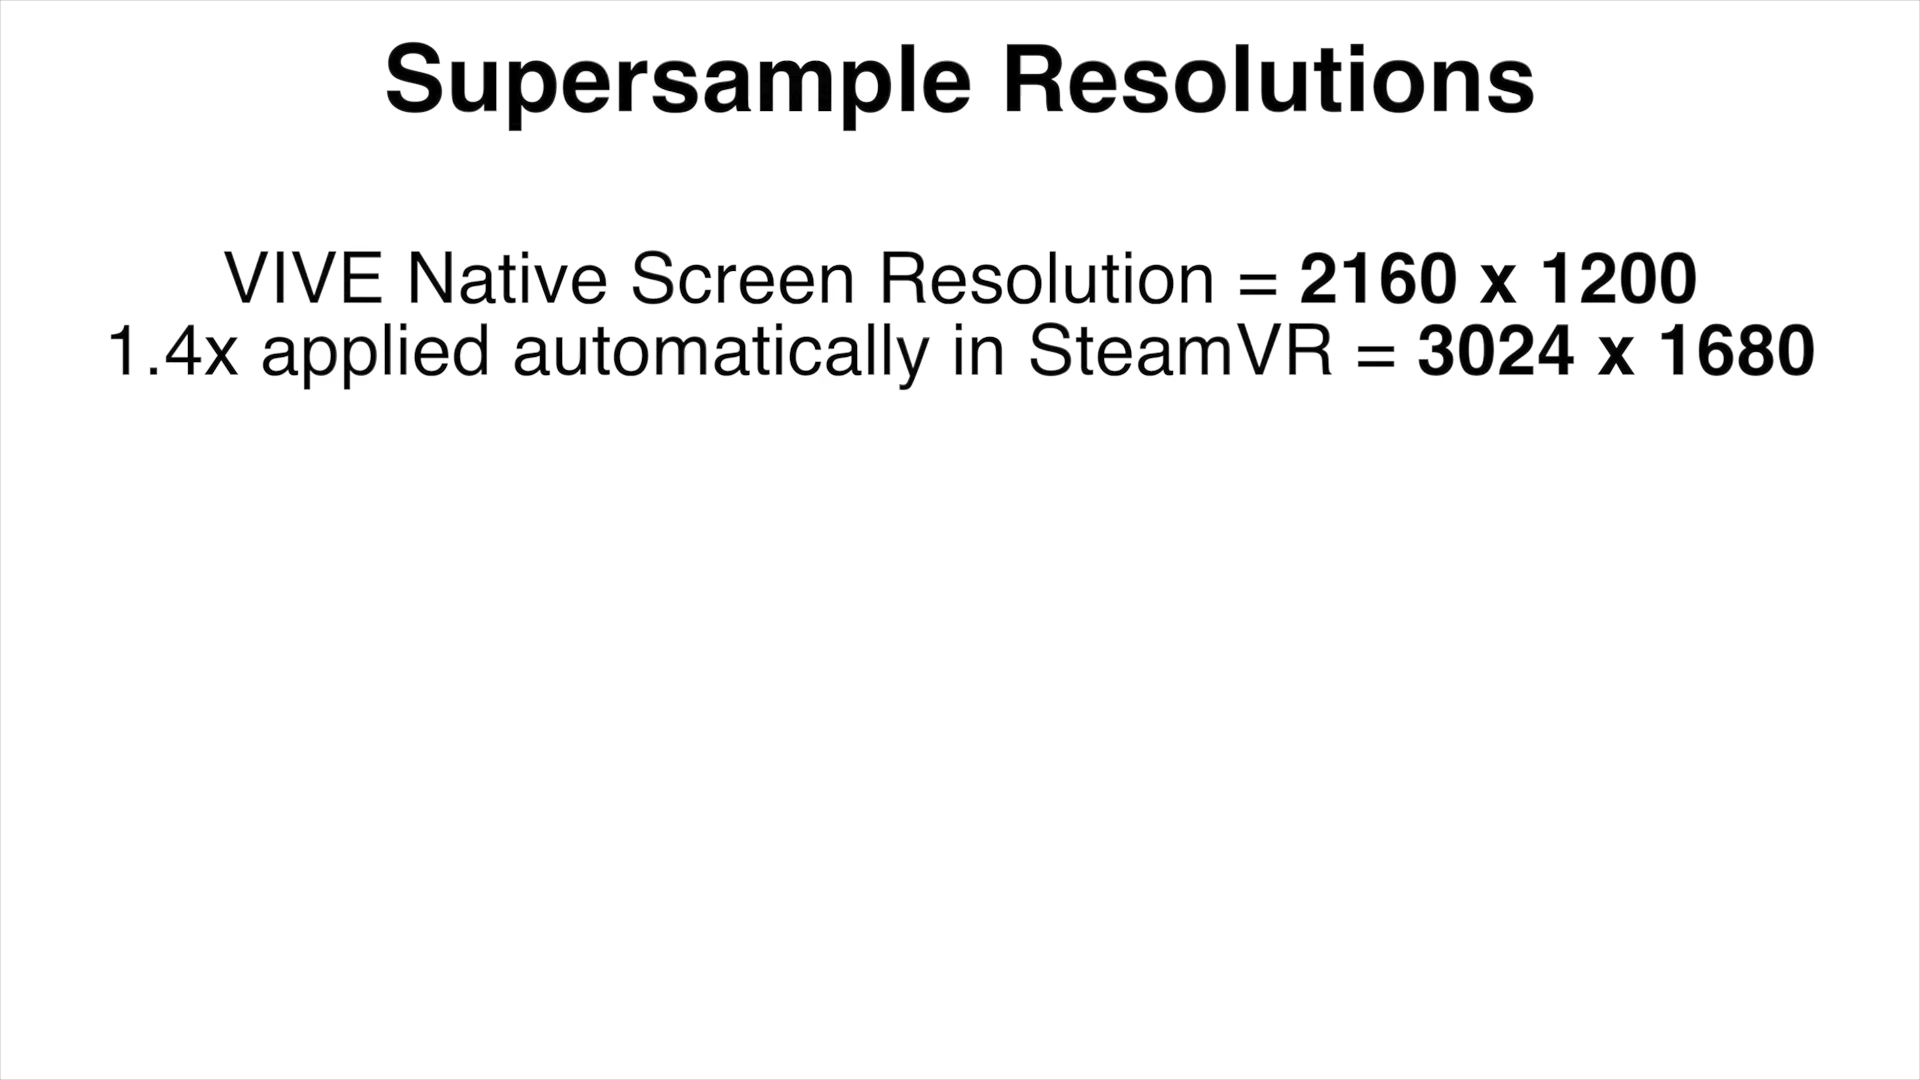 Supersample Resolutions
VIVE Native Screen Resolution = 2160 x 1200
1.4x applied automatically in SteamVR = 3024 x 1680